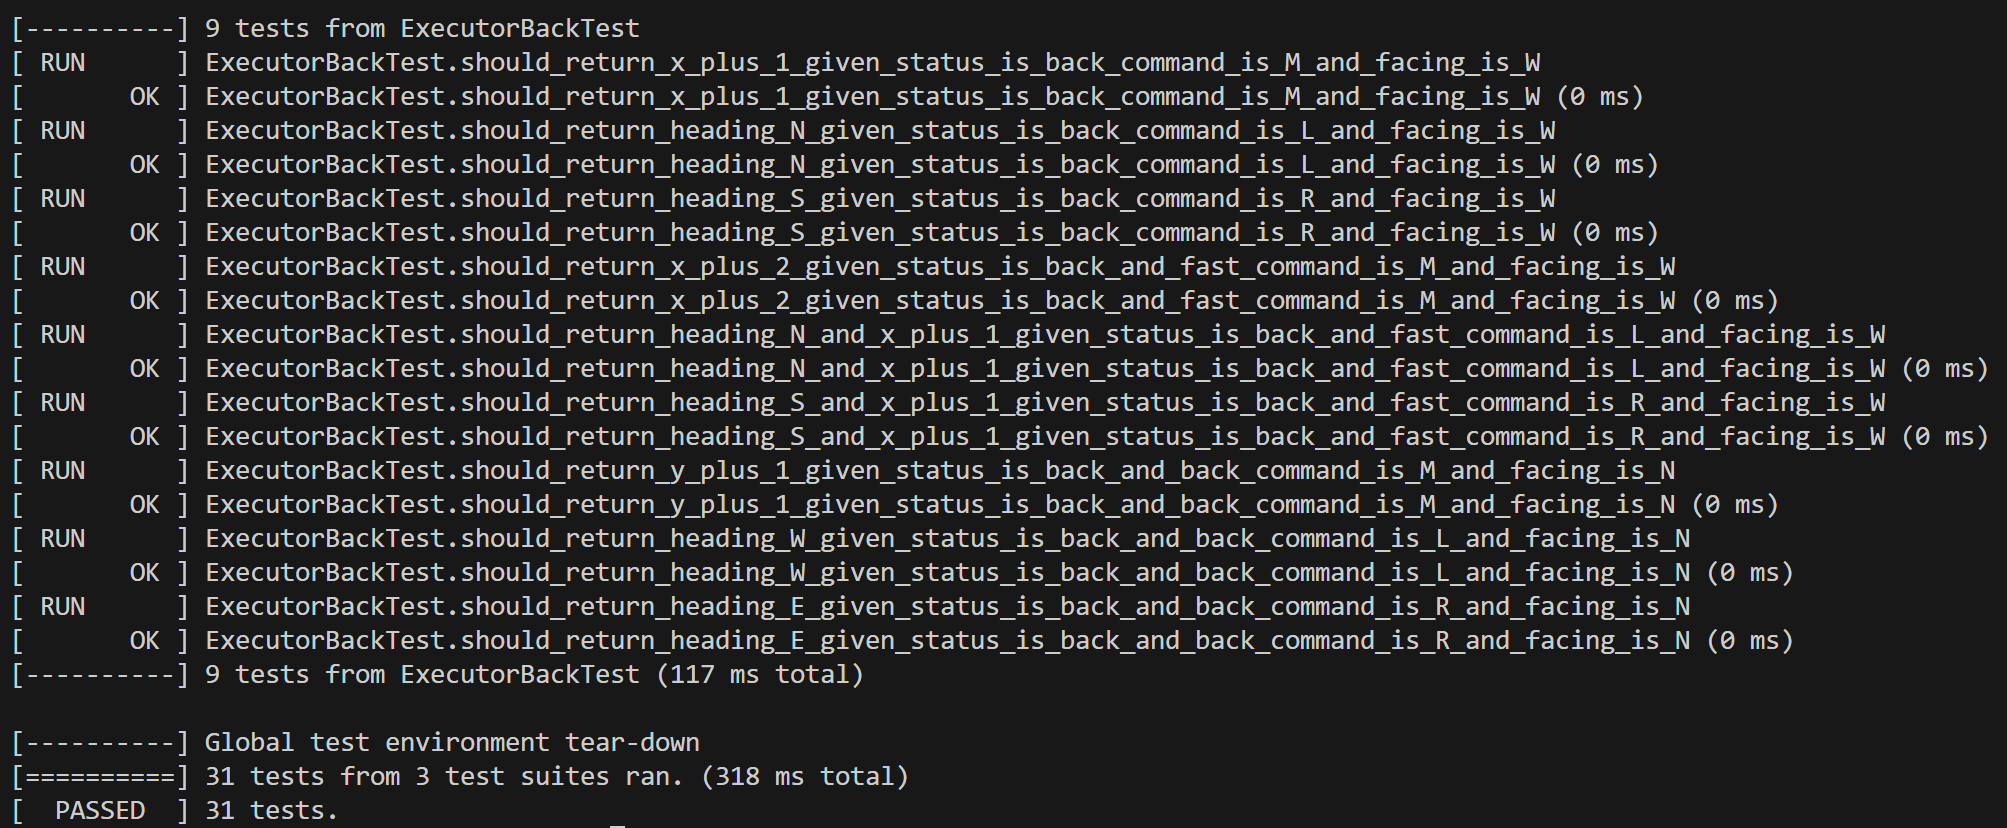 [----------] 9 tests from ExecutorBackTest
[ RUN      ] ExecutorBackTest.should_return_x_plus_1_given_status_is_back_command_is_M_and_facing_is_W
[       OK ] ExecutorBackTest.should_return_x_plus_1_given_status_is_back_command_is_M_and_facing_is_W (0 ms)
[ RUN      ] ExecutorBackTest.should_return_heading_N_given_status_is_back_command_is_L_and_facing_is_W
[       OK ] ExecutorBackTest.should_return_heading_N_given_status_is_back_command_is_L_and_facing_is_W (0 ms)
[ RUN      ] ExecutorBackTest.should_return_heading_S_given_status_is_back_command_is_R_and_facing_is_W
[       OK ] ExecutorBackTest.should_return_heading_S_given_status_is_back_command_is_R_and_facing_is_W (0 ms)
[ RUN      ] ExecutorBackTest.should_return_x_plus_2_given_status_is_back_and_fast_command_is_M_and_facing_is_W
[       OK ] ExecutorBackTest.should_return_x_plus_2_given_status_is_back_and_fast_command_is_M_and_facing_is_W (0 ms)
[ RUN      ] ExecutorBackTest.should_return_heading_N_and_x_plus_1_given_status_is_back_and_fast_command_is_L_and_facing_is_W
[       OK ] ExecutorBackTest.should_return_heading_N_and_x_plus_1_given_status_is_back_and_fast_command_is_L_and_facing_is_W (0 ms)
[ RUN      ] ExecutorBackTest.should_return_heading_S_and_x_plus_1_given_status_is_back_and_fast_command_is_R_and_facing_is_W
[       OK ] ExecutorBackTest.should_return_heading_S_and_x_plus_1_given_status_is_back_and_fast_command_is_R_and_facing_is_W (0 ms)
[ RUN      ] ExecutorBackTest.should_return_y_plus_1_given_status_is_back_and_back_command_is_M_and_facing_is_N
[       OK ] ExecutorBackTest.should_return_y_plus_1_given_status_is_back_and_back_command_is_M_and_facing_is_N (0 ms)
[ RUN      ] ExecutorBackTest.should_return_heading_W_given_status_is_back_and_back_command_is_L_and_facing_is_N
[       OK ] ExecutorBackTest.should_return_heading_W_given_status_is_back_and_back_command_is_L_and_facing_is_N (0 ms)
[ RUN      ] ExecutorBackTest.should_return_heading_E_given_status_is_back_and_back_command_is_R_and_facing_is_N
[       OK ] ExecutorBackTest.should_return_heading_E_given_status_is_back_and_back_command_is_R_and_facing_is_N (0 ms)
[----------] 9 tests from ExecutorBackTest (117 ms total)

[----------] Global test environment tear-down
[==========] 31 tests from 3 test suites ran. (318 ms total)
[  PASSED  ] 31 tests.